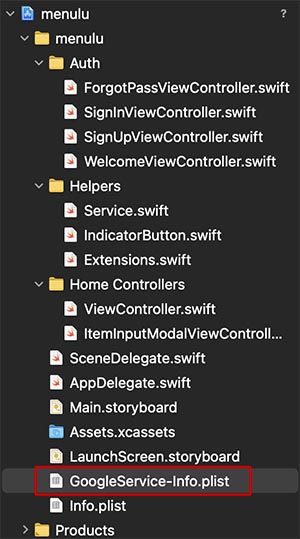 menulu ?
menulu
Auth
ForgotPassViewController.swift
SignInViewController.swift
SignUpViewController.swift
WelcomeViewController.swift
Helpers
Service.swift
IndicatorButton.swift
Extensions.swift
Home Controllers
ViewController.swift
ItemInputModalViewControll...
SceneDelegate.swift
AppDelegate.swift
Main.storyboard
Assets.xcassets
LaunchScreen.storyboard
GoogleService-Info.plist
Info.plist
Products